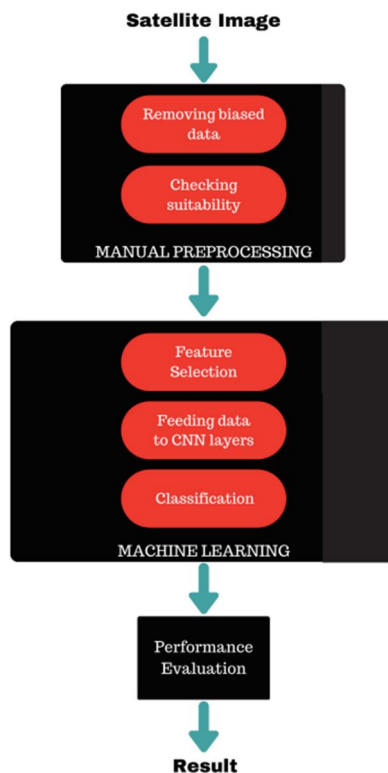 Satellite Image
Removing biased
data
Checking
suitability
MANUAL PREPROCESSING
Feature
Selection
Feeding data
to CNN layers
Classification
MACHINE LEARNING
Performance
Evaluation
Result